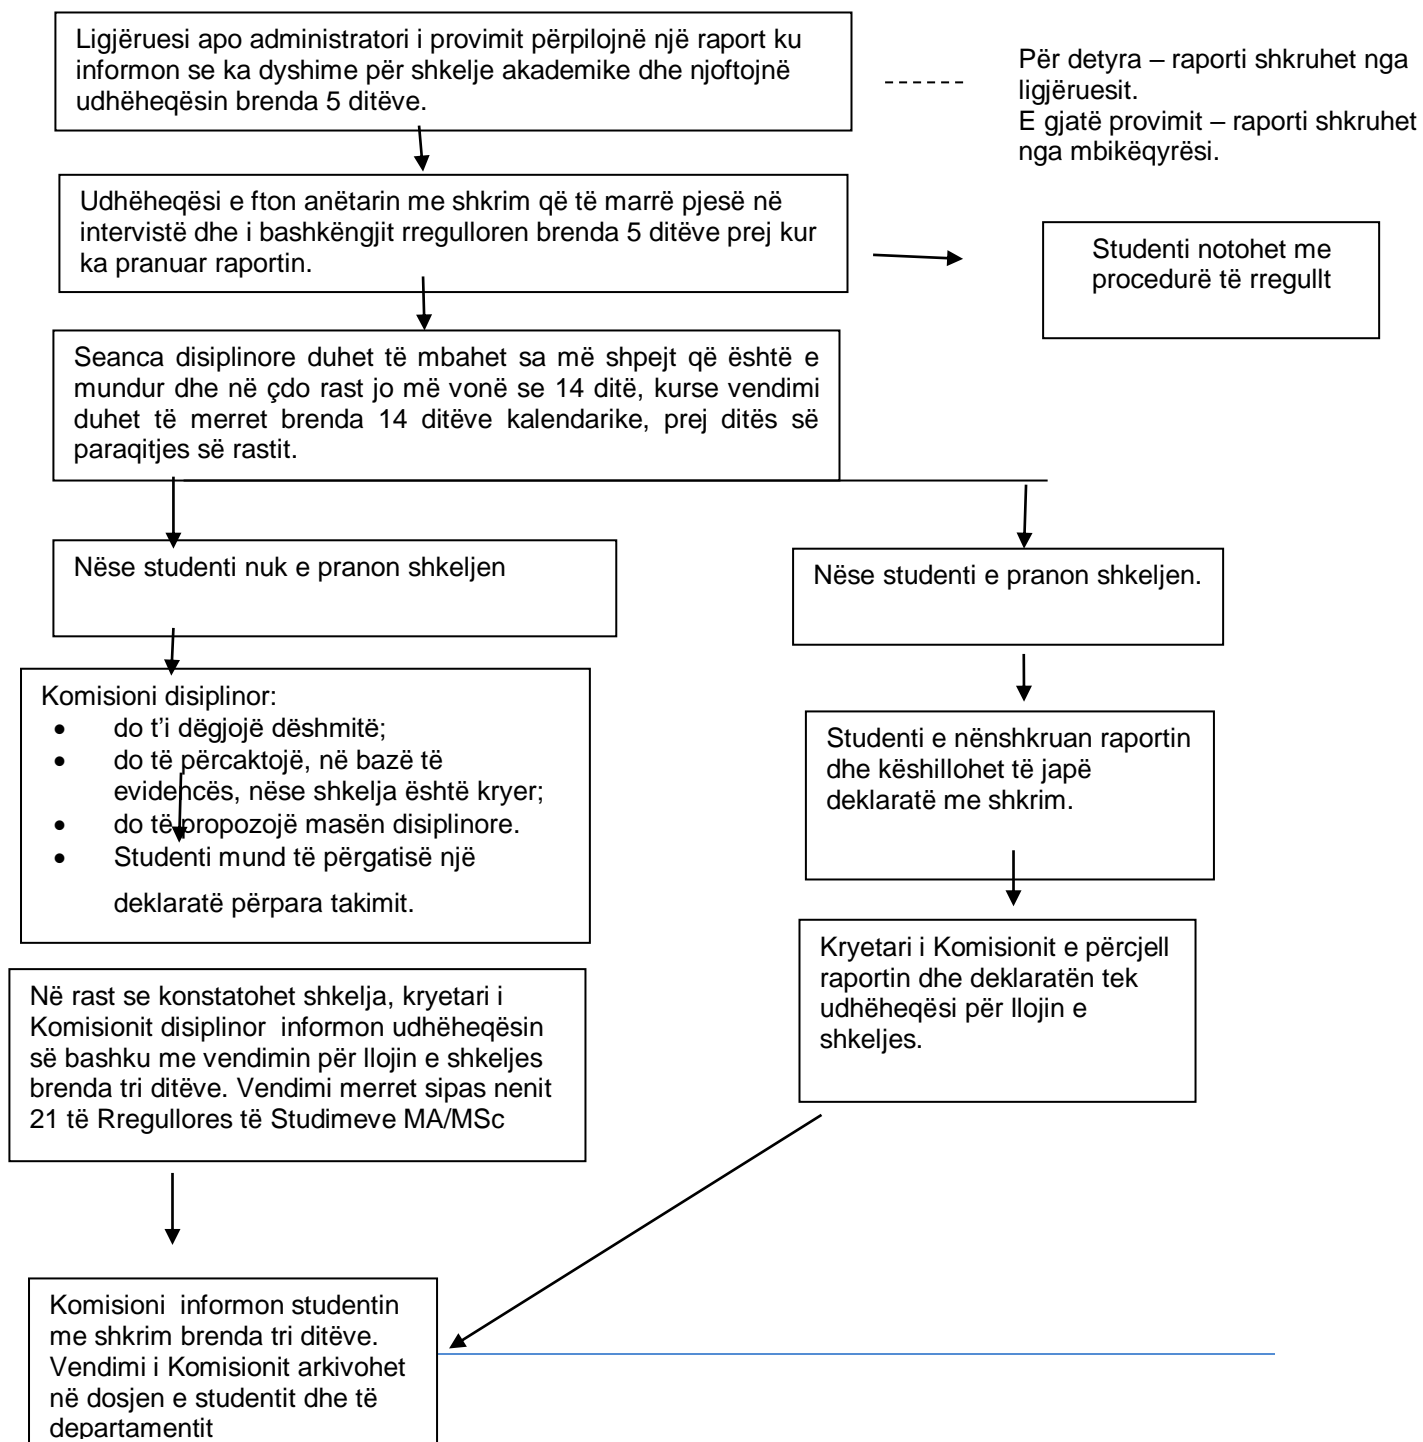 Ligjëruesi apo administratori i provimit përpilojnë një raport ku
informon se ka dyshime për shkelje akademike dhe njoftojnë
udhëheqësin brenda 5 ditëve.
Për detyra – raporti shkruhet nga
ligjëruesit.
E gjatë provimit – raporti shkruhet
nga mbikëqyrësi.
Udhëheqësi e fton anëtarin me shkrim që të marrë pjesë në
intervistë dhe i bashkëngjit rregulloren brenda 5 ditëve prej kur
ka pranuar raportin.
Studenti notohet me
procedurë të rregullt
Seanca disiplinore duhet të mbahet sa më shpejt që është e
mundur dhe në çdo rast jo më vonë se 14 ditë, kurse vendimi
duhet të merret brenda 14 ditëve kalendarike, prej ditës së
paraqitjes së rastit.
Nëse studenti nuk e pranon shkeljen
Nëse studenti e pranon shkeljen.
Komisioni disiplinor:
• do t’i dëgjojë dëshmitë;
• do të përcaktojë, në bazë të
evidencës, nëse shkelja është kryer;
• do të propozojë masën disiplinore.
• Studenti mund të përgatisë një
deklaratë përpara takimit.
Studenti e nënshkruan raportin
dhe këshillohet të japë
deklaratë me shkrim.
Kryetari i Komisionit e përcjell
raportin dhe deklaratën tek
udhëheqësi për llojin e
shkeljes.
Në rast se konstatohet shkelja, kryetari i
Komisionit disiplinor informon udhëheqësin
së bashku me vendimin për llojin e shkeljes
brenda tri ditëve. Vendimi merret sipas nenit
21 të Rregullores të Studimeve MA/MSc
Komisioni informon studentin
me shkrim brenda tri ditëve.
Vendimi i Komisionit arkivohet
në dosjen e studentit dhe të
departamentit